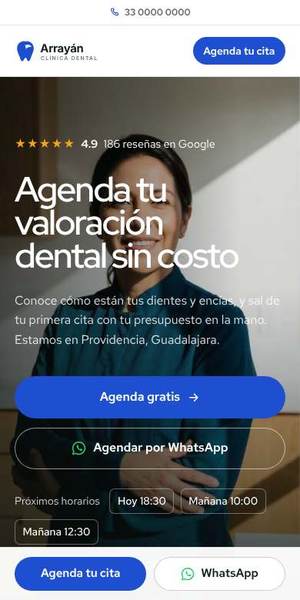 33 0000 0000
Arrayán
CLÍNICA DENTAL
Agenda tu cita
★★★★★ 4.9 186 reseñas en Google
Agenda tu
valoración
dental sin costo
Conoce cómo están tus dientes y encías, y sal de
tu primera cita con tu presupuesto en la mano.
Estamos en Providencia, Guadalajara.
Agenda gratis →
Agendar por WhatsApp
Próximos horarios Hoy 18:30 Mañana 10:00
Mañana 12:30
Agenda tu cita WhatsApp